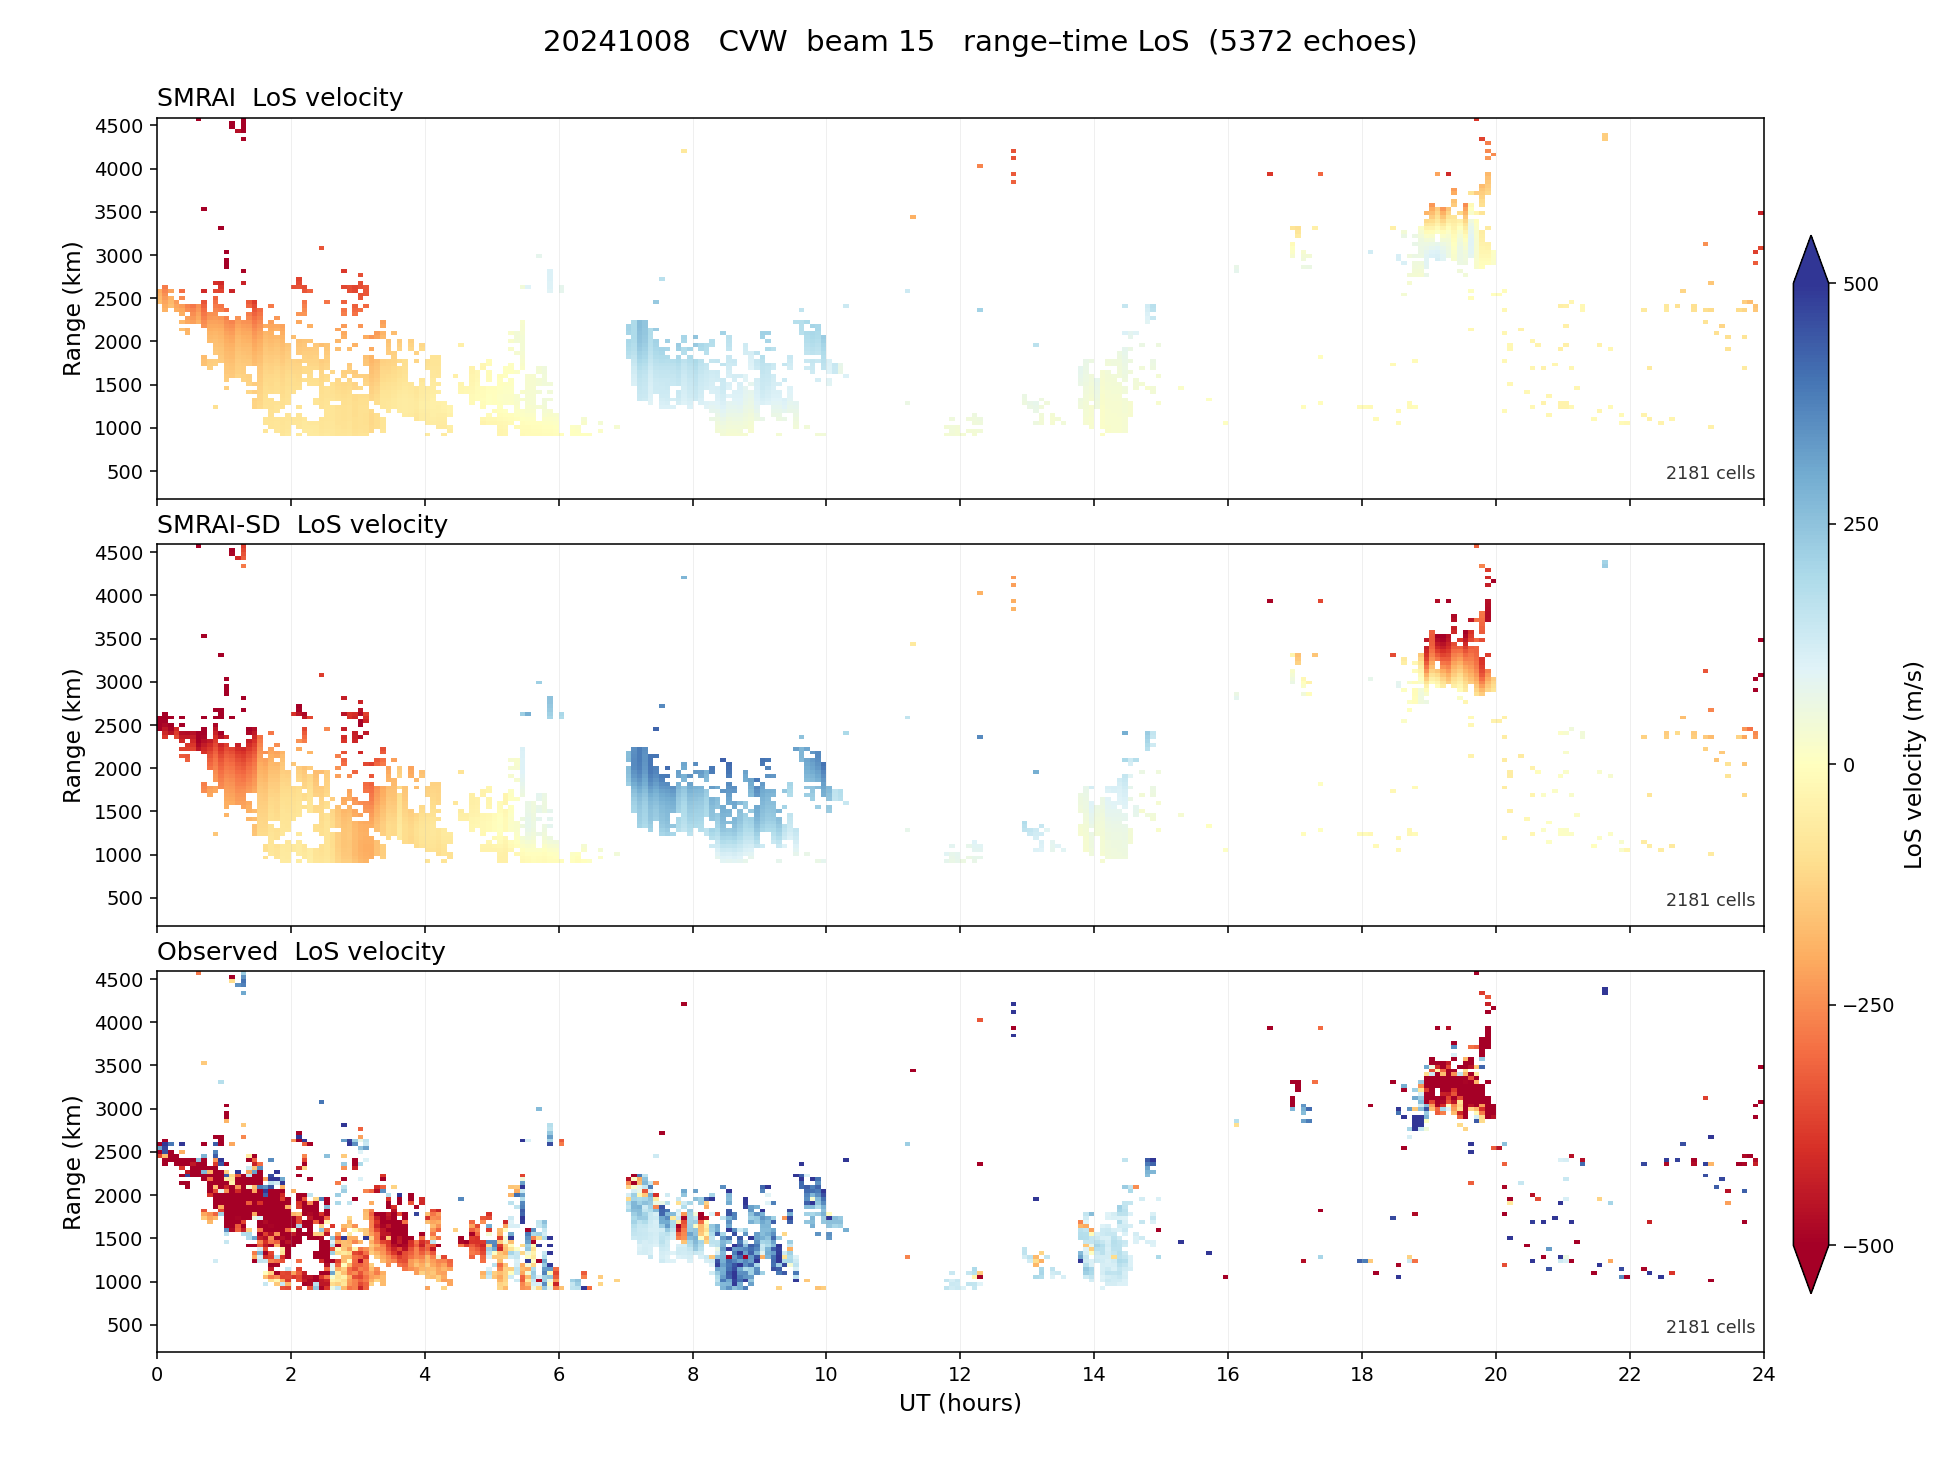 20241008   CVW  beam 15   range–time LoS  (5372 echoes)
SMRAI  LoS velocity
4500
4000
3500
3000
2500
2000
1500
1000
500
Range (km)
2181 cells
SMRAI-SD  LoS velocity
4500
4000
3500
3000
2500
2000
1500
1000
500
Range (km)
2181 cells
Observed  LoS velocity
4500
4000
3500
3000
2500
2000
1500
1000
500
Range (km)
2181 cells
0 2 4 6 8 10 12 14 16 18 20 22 24
UT (hours)
500
250
0
−250
−500
LoS velocity (m/s)